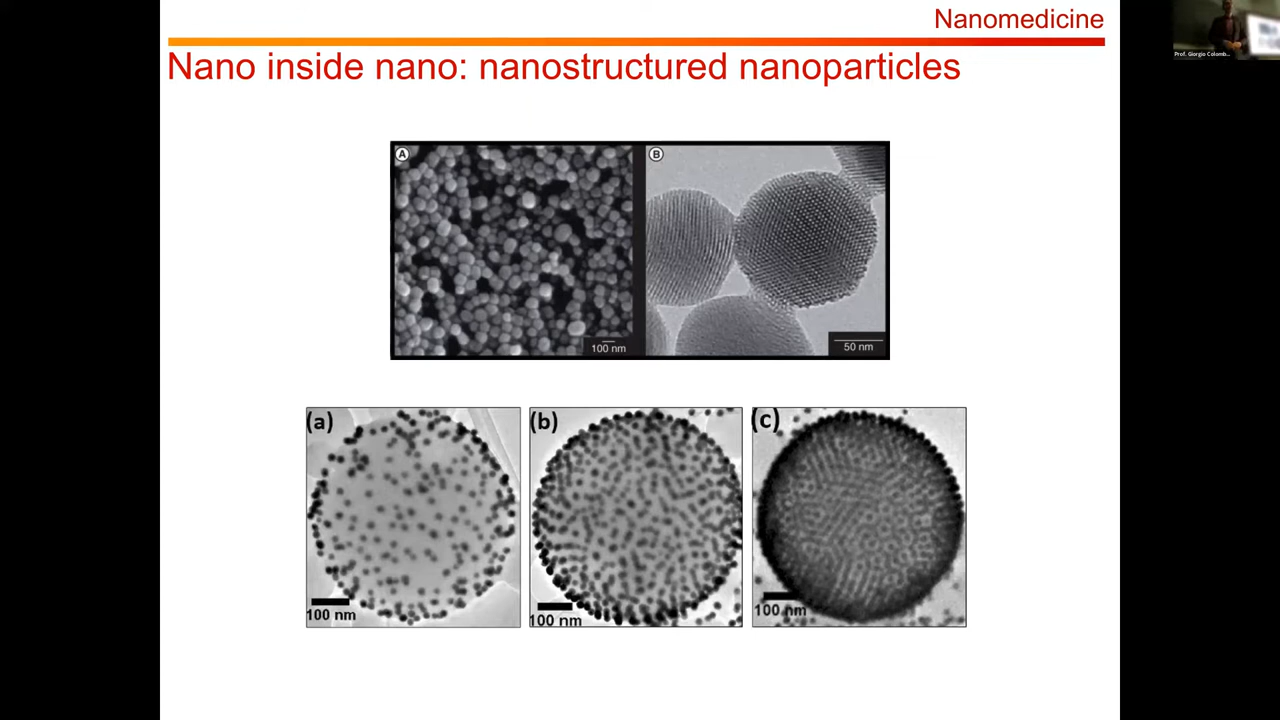 Nanomedicine
Prof. Giorgio Colomb...
Nano inside nano: nanostructured nanoparticles
A
B
100 nm
50 nm
(a)
(b)
(c)
100 nm
100 nm
100 nm